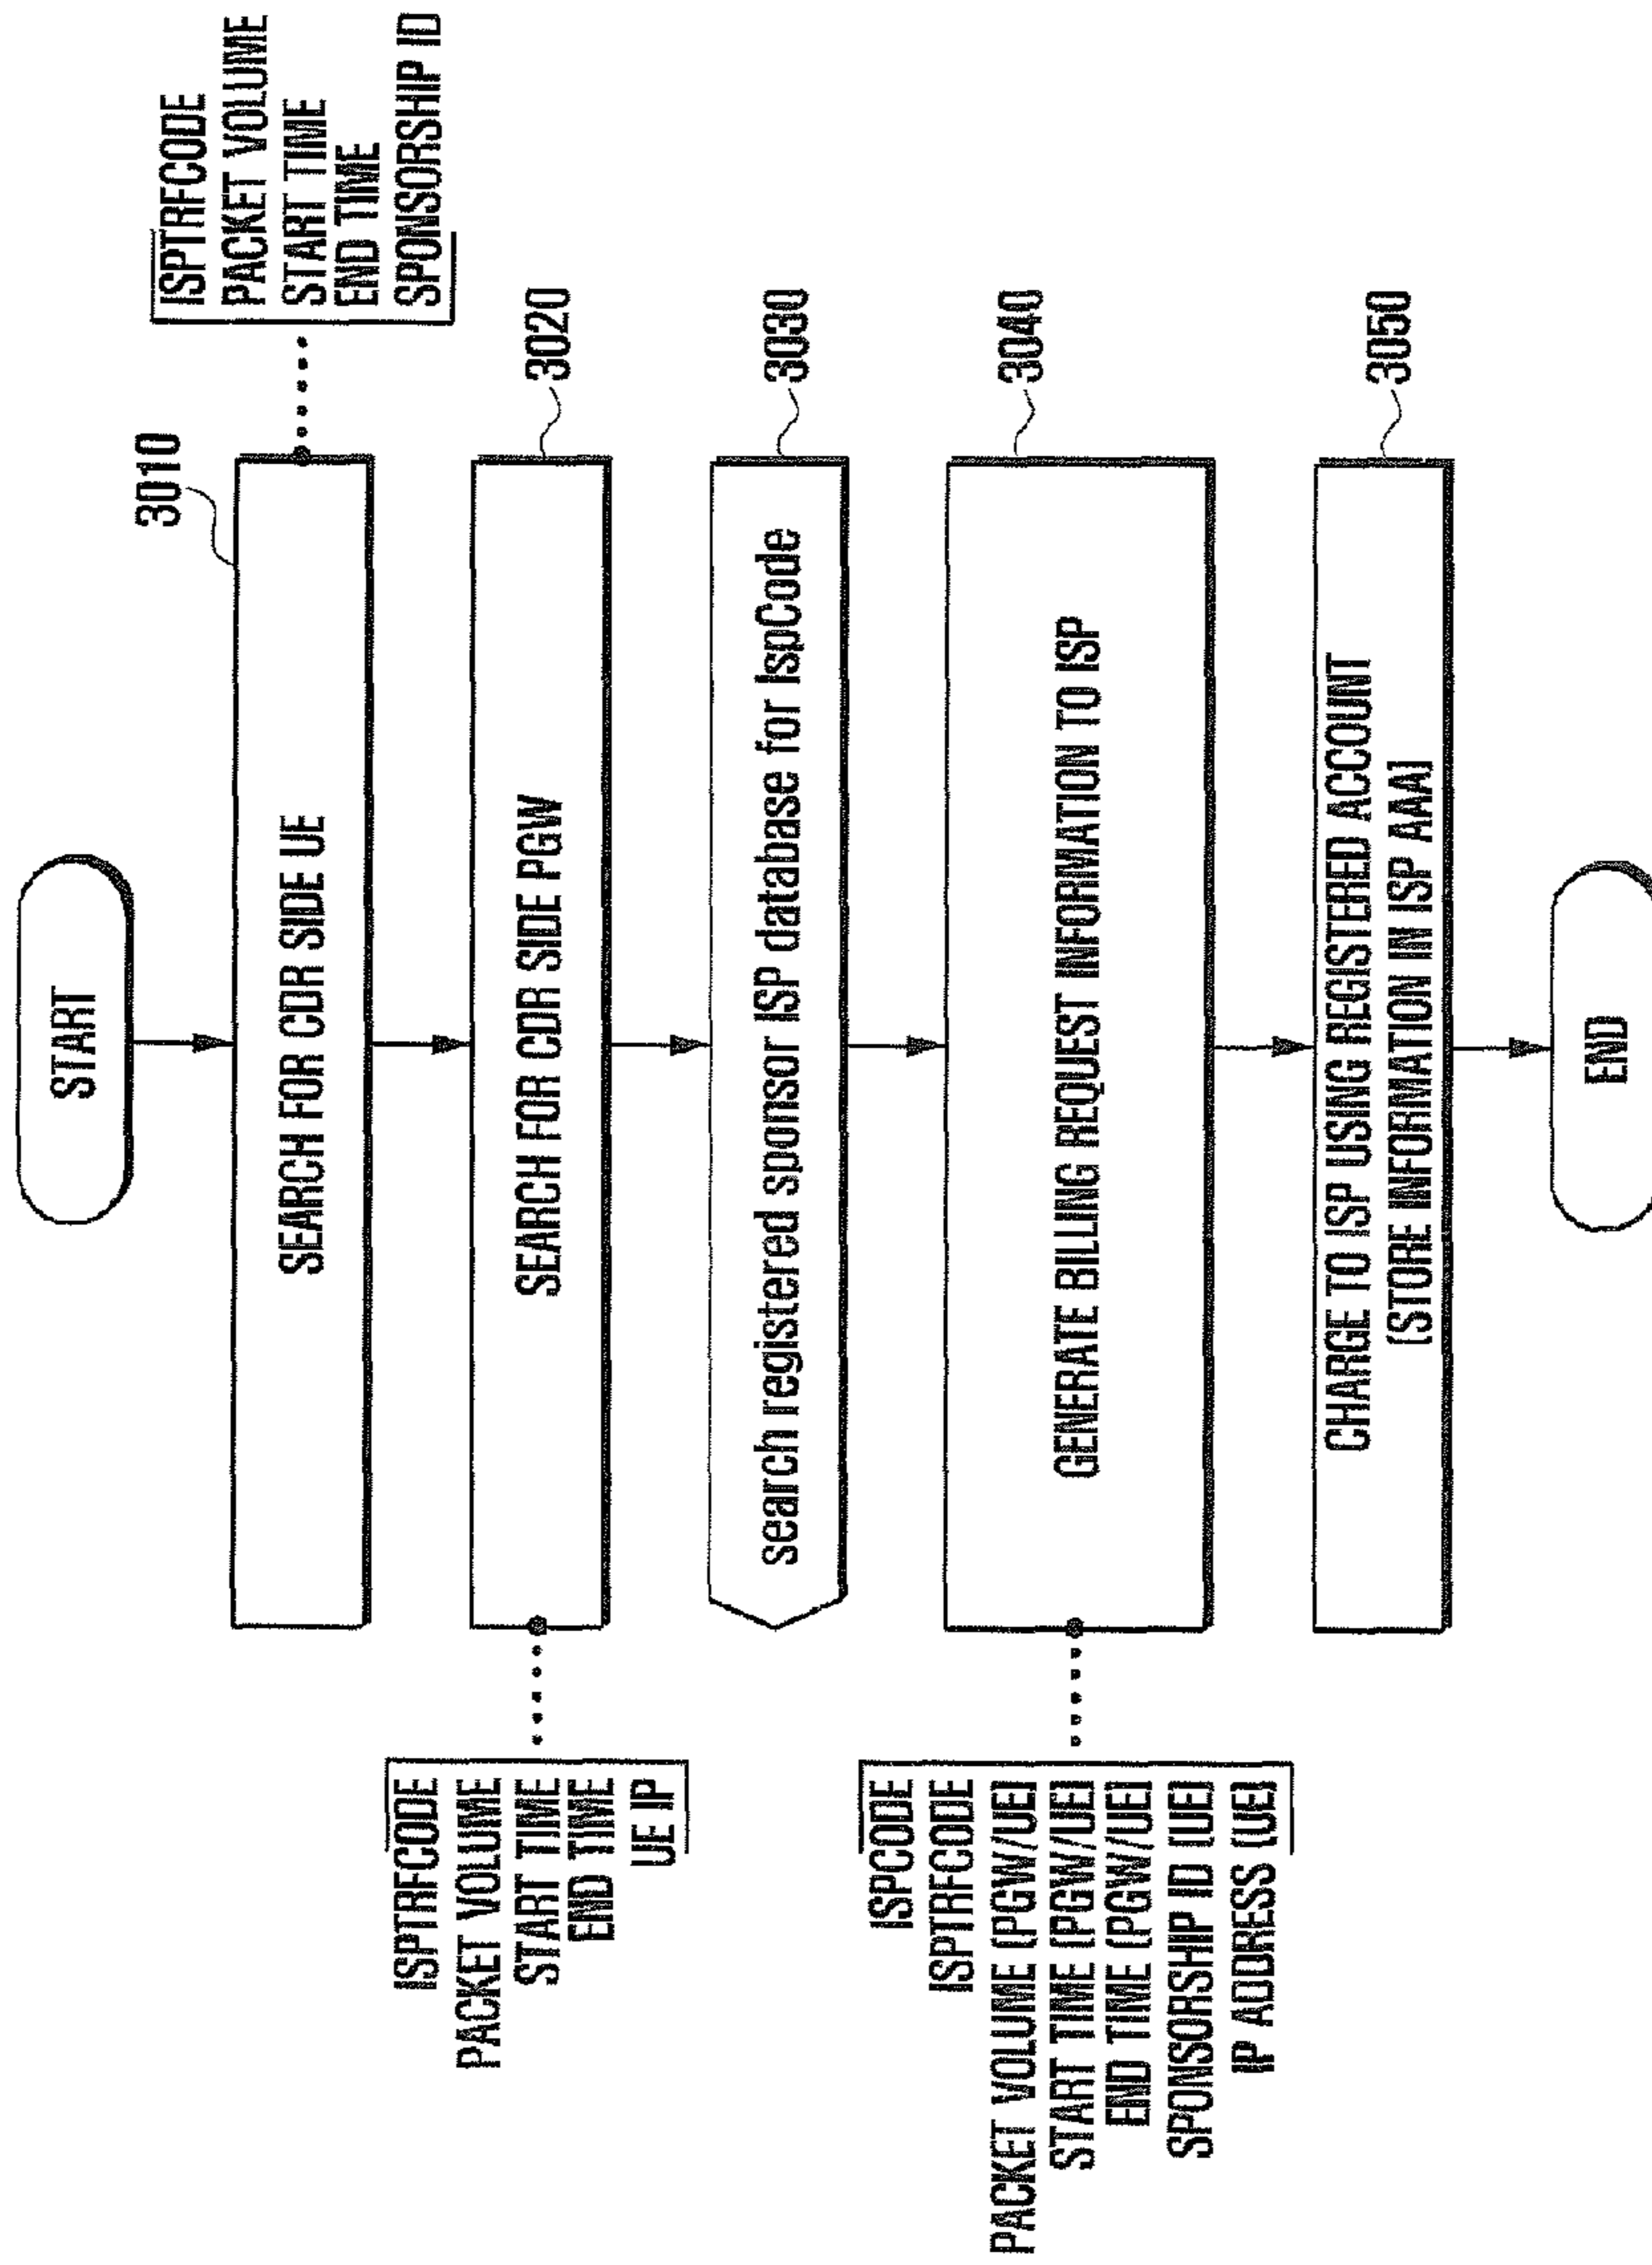 START
3010
SEARCH FOR CDR SIDE UE
ISPTRFCODE
PACKET VOLUME
START TIME
END TIME
SPONSORSHIP ID
3020
SEARCH FOR CDR SIDE PGW
ISPTRFCODE
PACKET VOLUME
START TIME
END TIME
UE IP
3030
search registered sponsor ISP database for IspCode
3040
GENERATE BILLING REQUEST INFORMATION TO ISP
ISPCODE
ISPTRFCODE
PACKET VOLUME (PGW/UE)
START TIME (PGW/UE)
END TIME (PGW/UE)
SPONSORSHIP ID (UE)
IP ADDRESS (UE)
3050
CHARGE TO ISP USING REGISTERED ACCOUNT
(STORE INFORMATION IN ISP AAA)
END